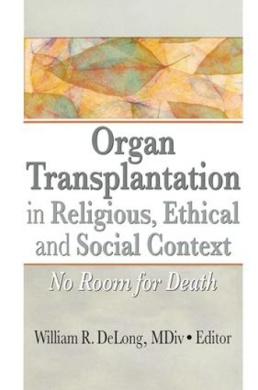 Organ
Transplantation
in Religious, Ethical
and Social Context
No Room for Death
William R. DeLong, MDiv • Editor